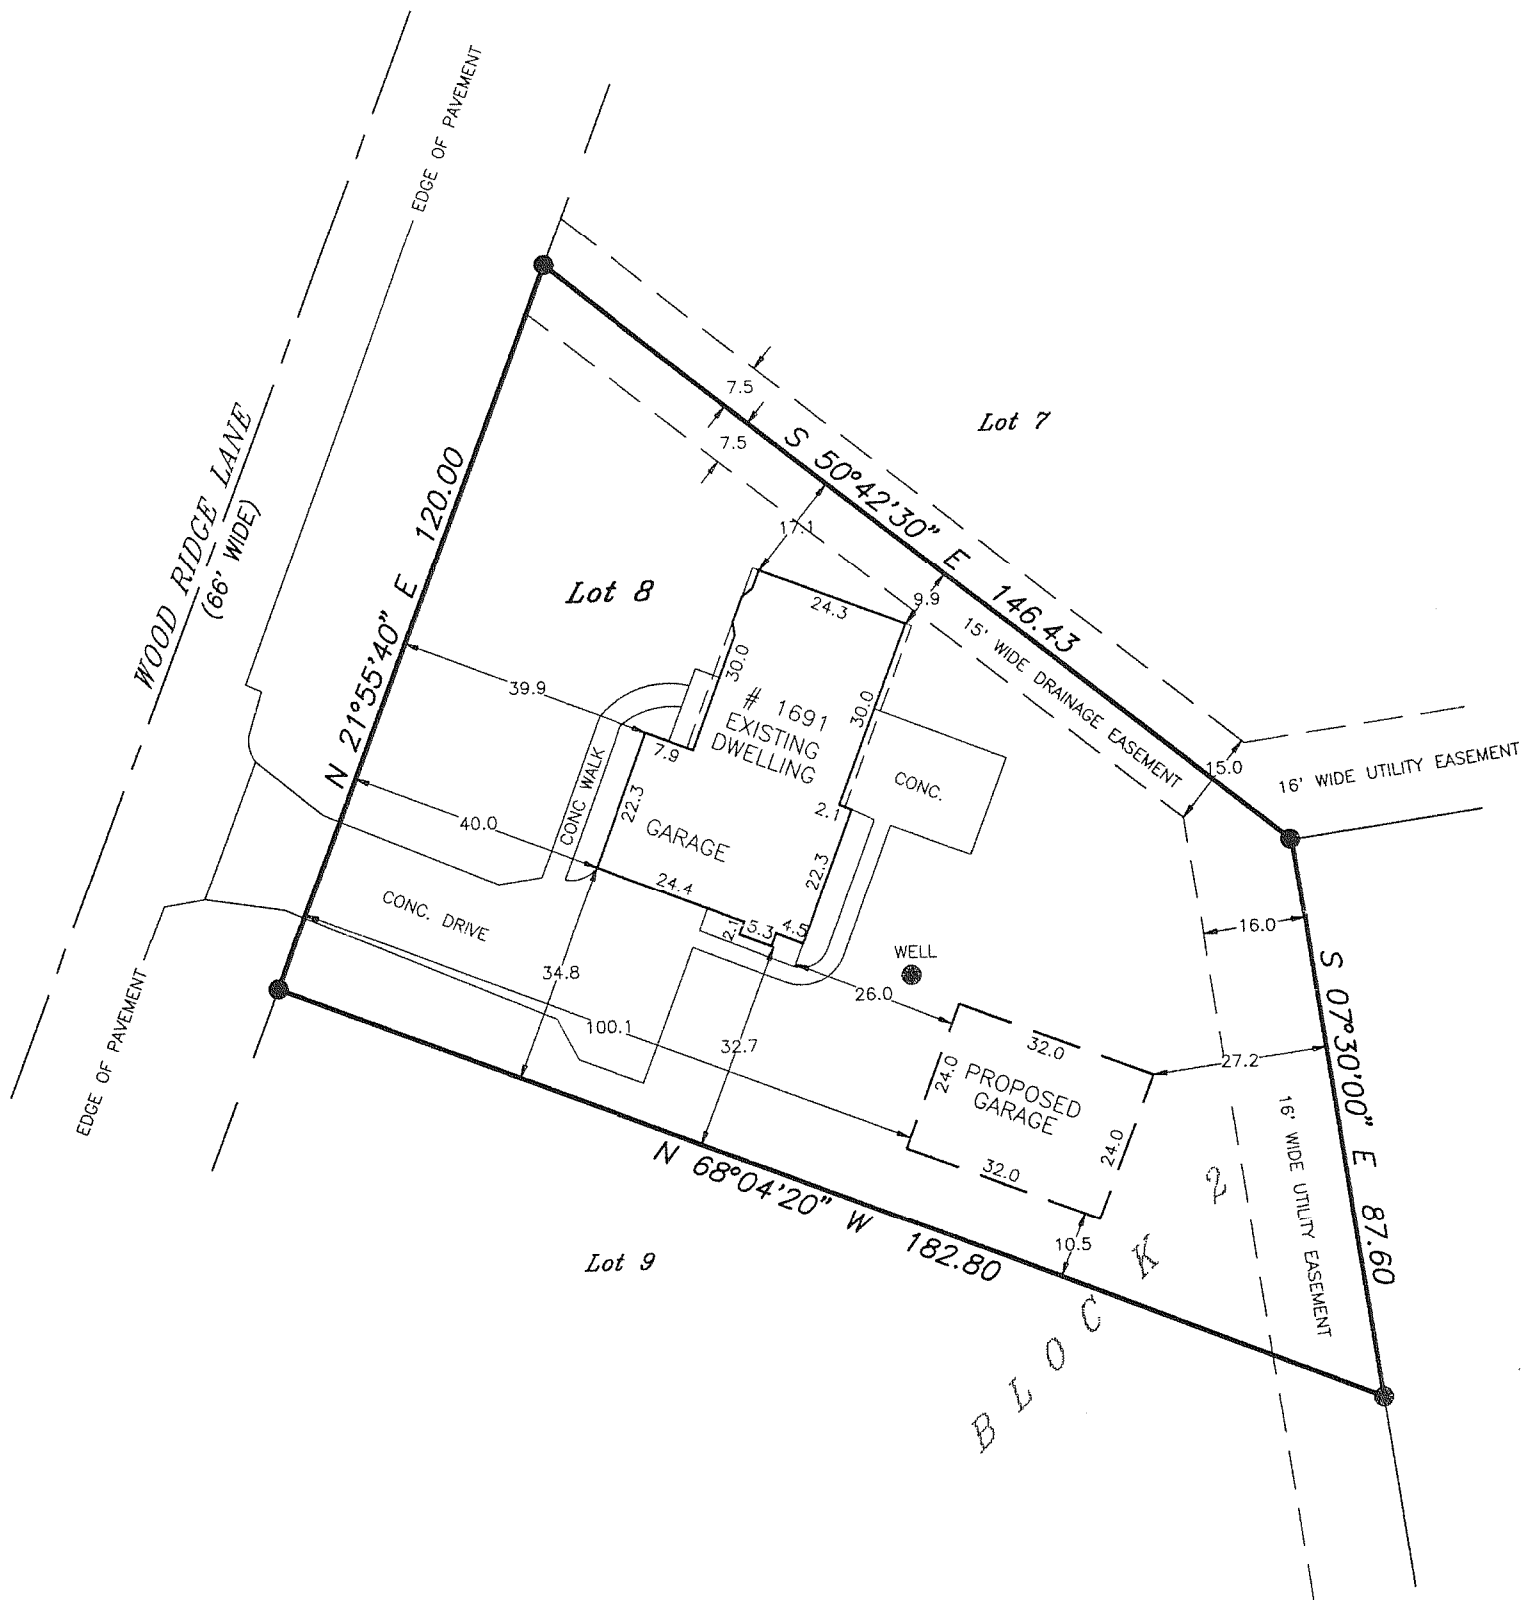 EDGE OF PAVEMENT
WOOD RIDGE LANE
(66' WIDE)
N 21°55'40" E 120.00
7.5
7.5
Lot 7
S 50°42'30" E 146.43
17.1
Lot 8
24.3
9.9
15' WIDE DRAINAGE EASEMENT
30.0
39.9
# 1691
EXISTING
DWELLING
30.0
7.9
CONC.
15.0
16' WIDE UTILITY EASEMENT
CONC WALK
22.3
2.1
40.0
GARAGE
22.3
24.4
CONC. DRIVE
2.1
5.3
4.5
16.0
WELL
34.8
26.0
S 07°30'00" E 87.60
100.1
32.7
32.0
27.2
24.0
PROPOSED
GARAGE
24.0
EDGE OF PAVEMENT
32.0
16' WIDE UTILITY EASEMENT
N 68°04'20" W 182.80
10.5
Lot 9
BLOCK 2